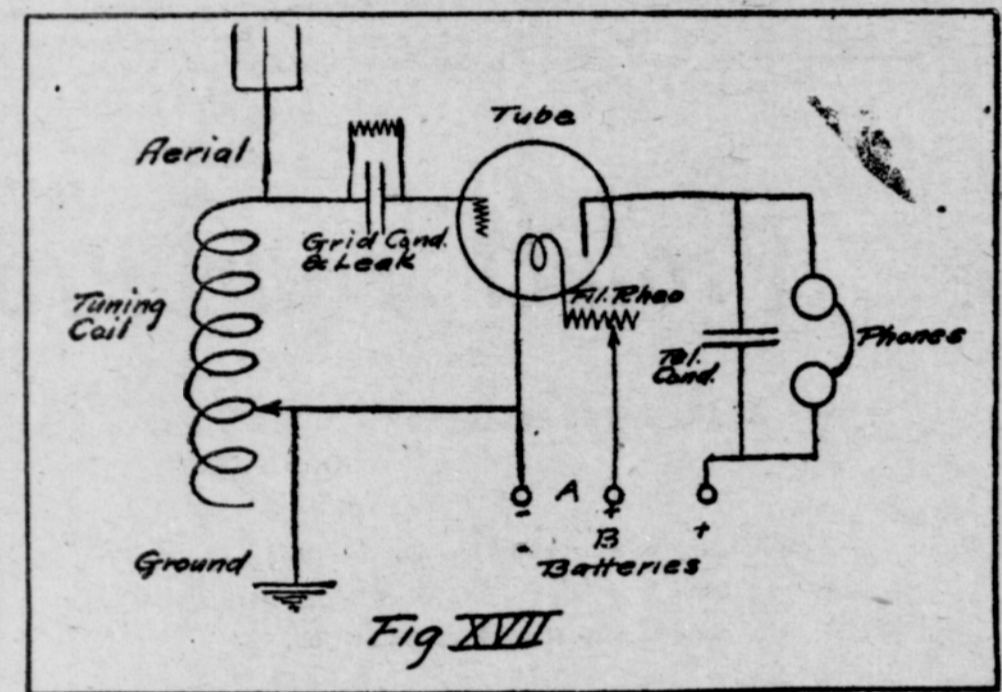 Tube
Aerial
Grid Cond.
& Leak
Fil. Rheo
Tuning
Coil
Tel.
Cond.
Phones
- A + +
- B
Batteries
Ground
Fig XVII